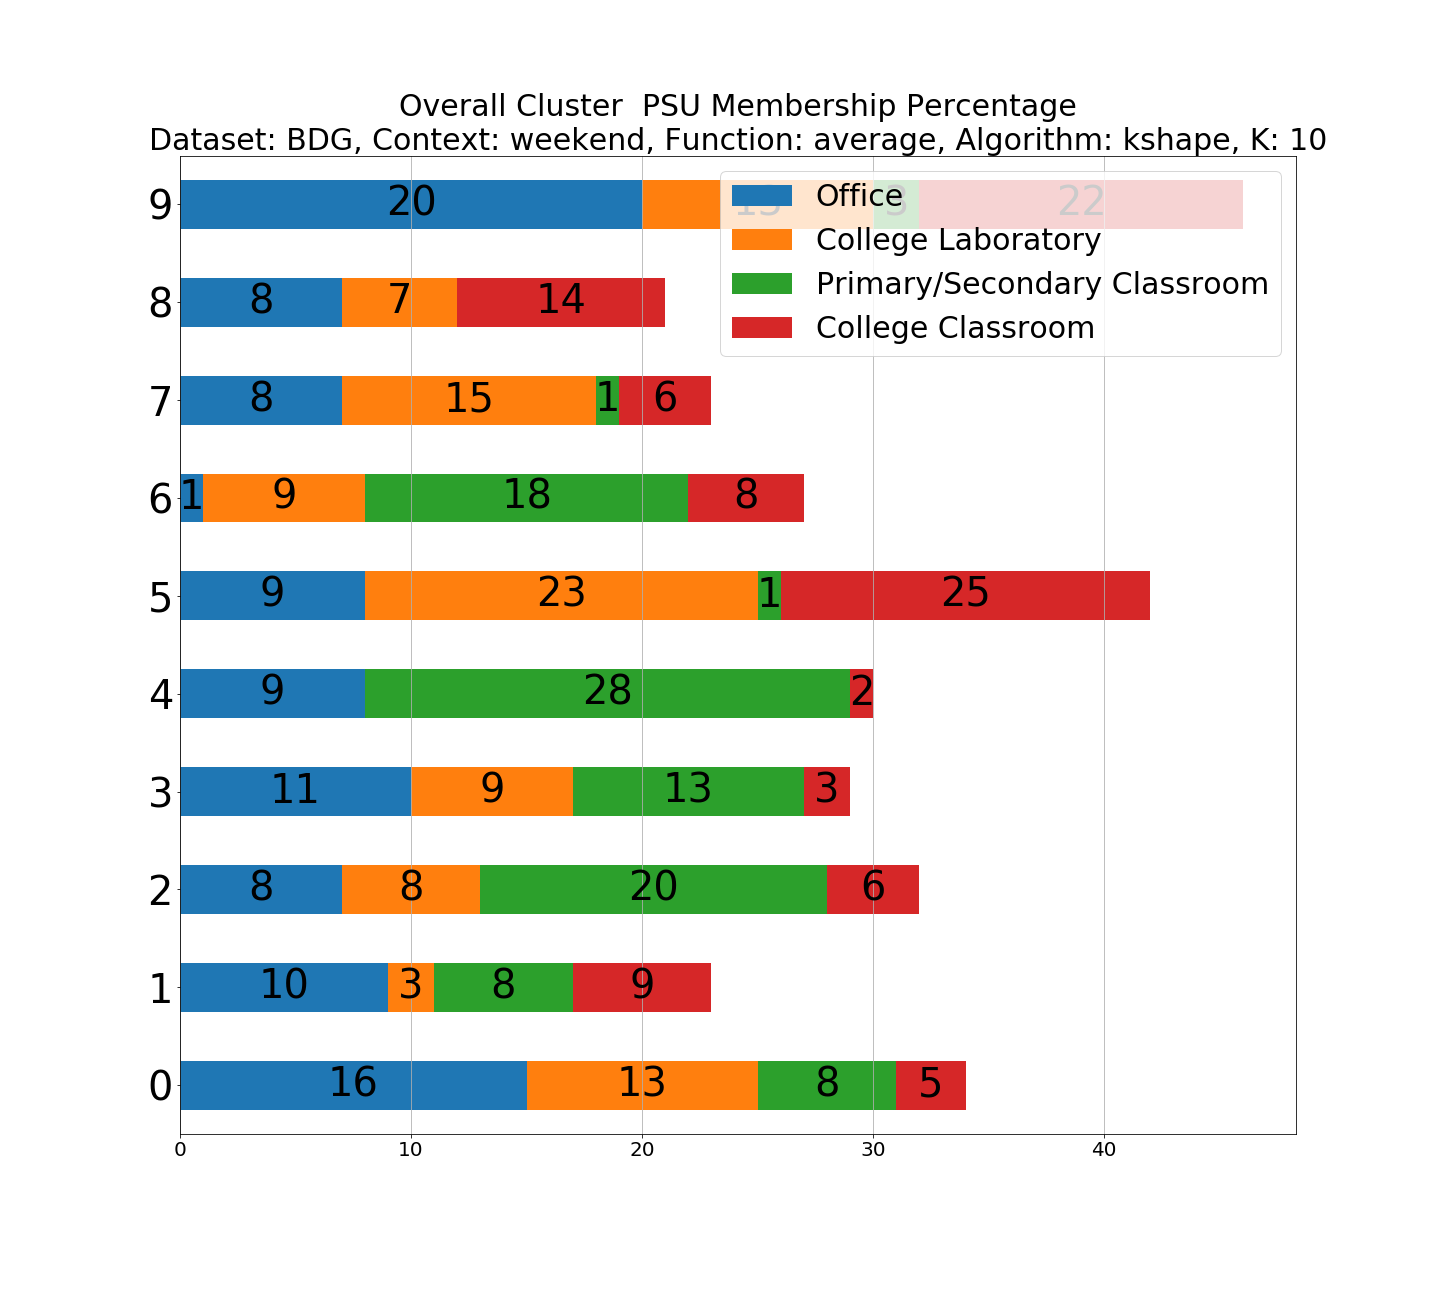 Overall Cluster  PSU Membership Percentage
Dataset: BDG, Context: weekend, Function: average, Algorithm: kshape, K: 10
9 20 3 22
Office
College Laboratory
Primary/Secondary Classroom
College Classroom
8 8 7 14
7 8 15 1 6
6 1 9 18 8
5 9 23 1 25
4 9 28 2
3 11 9 13 3
2 8 8 20 6
1 10 3 8 9
0 16 13 8 5
0 10 20 30 40